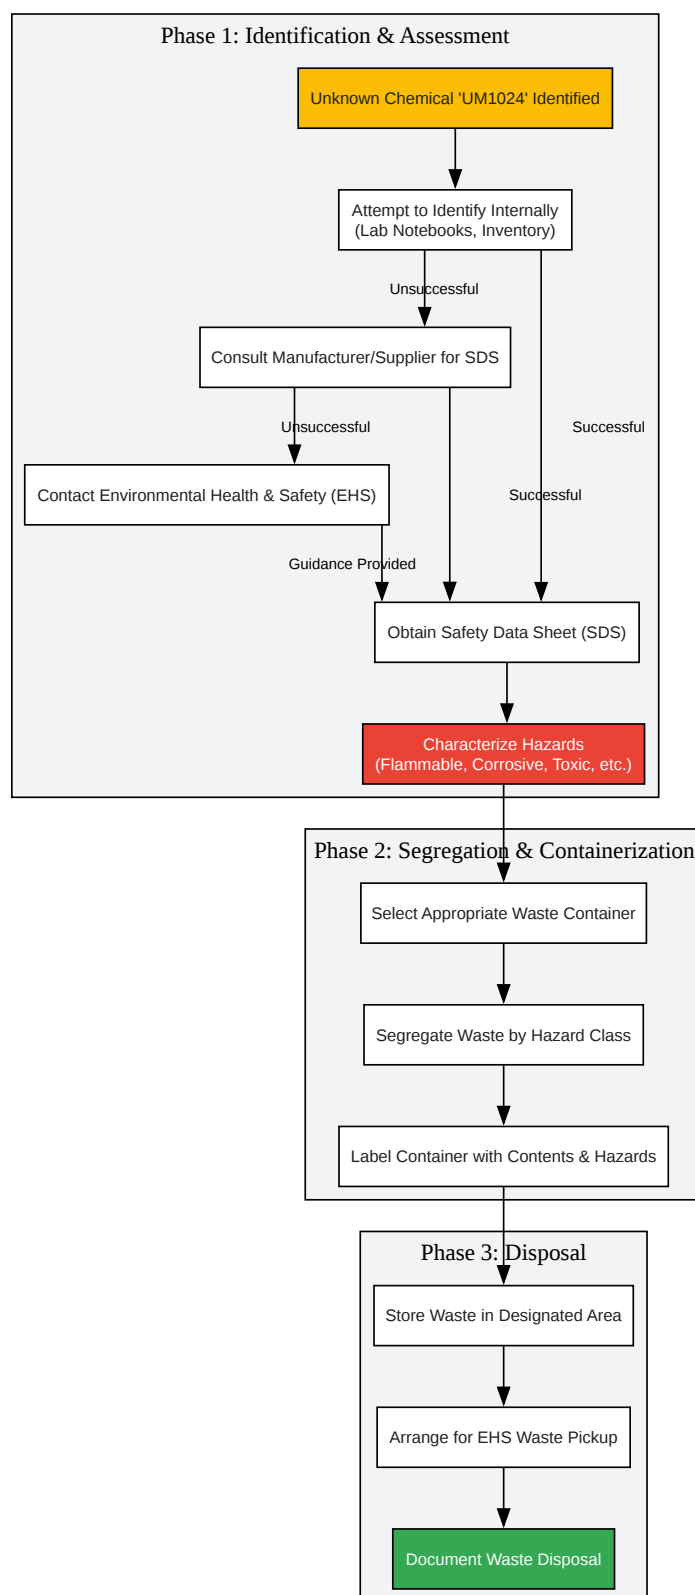 Phase 1: Identification & Assessment
Unknown Chemical 'UM1024' Identified
Attempt to Identify Internally
(Lab Notebooks, Inventory)
Unsuccessful
Consult Manufacturer/Supplier for SDS
Unsuccessful
Successful
Contact Environmental Health & Safety (EHS)
Successful
Guidance Provided
Obtain Safety Data Sheet (SDS)
Characterize Hazards
(Flammable, Corrosive, Toxic, etc.)
Phase 2: Segregation & Containerization
Select Appropriate Waste Container
Segregate Waste by Hazard Class
Label Container with Contents & Hazards
Phase 3: Disposal
Store Waste in Designated Area
Arrange for EHS Waste Pickup
Document Waste Disposal